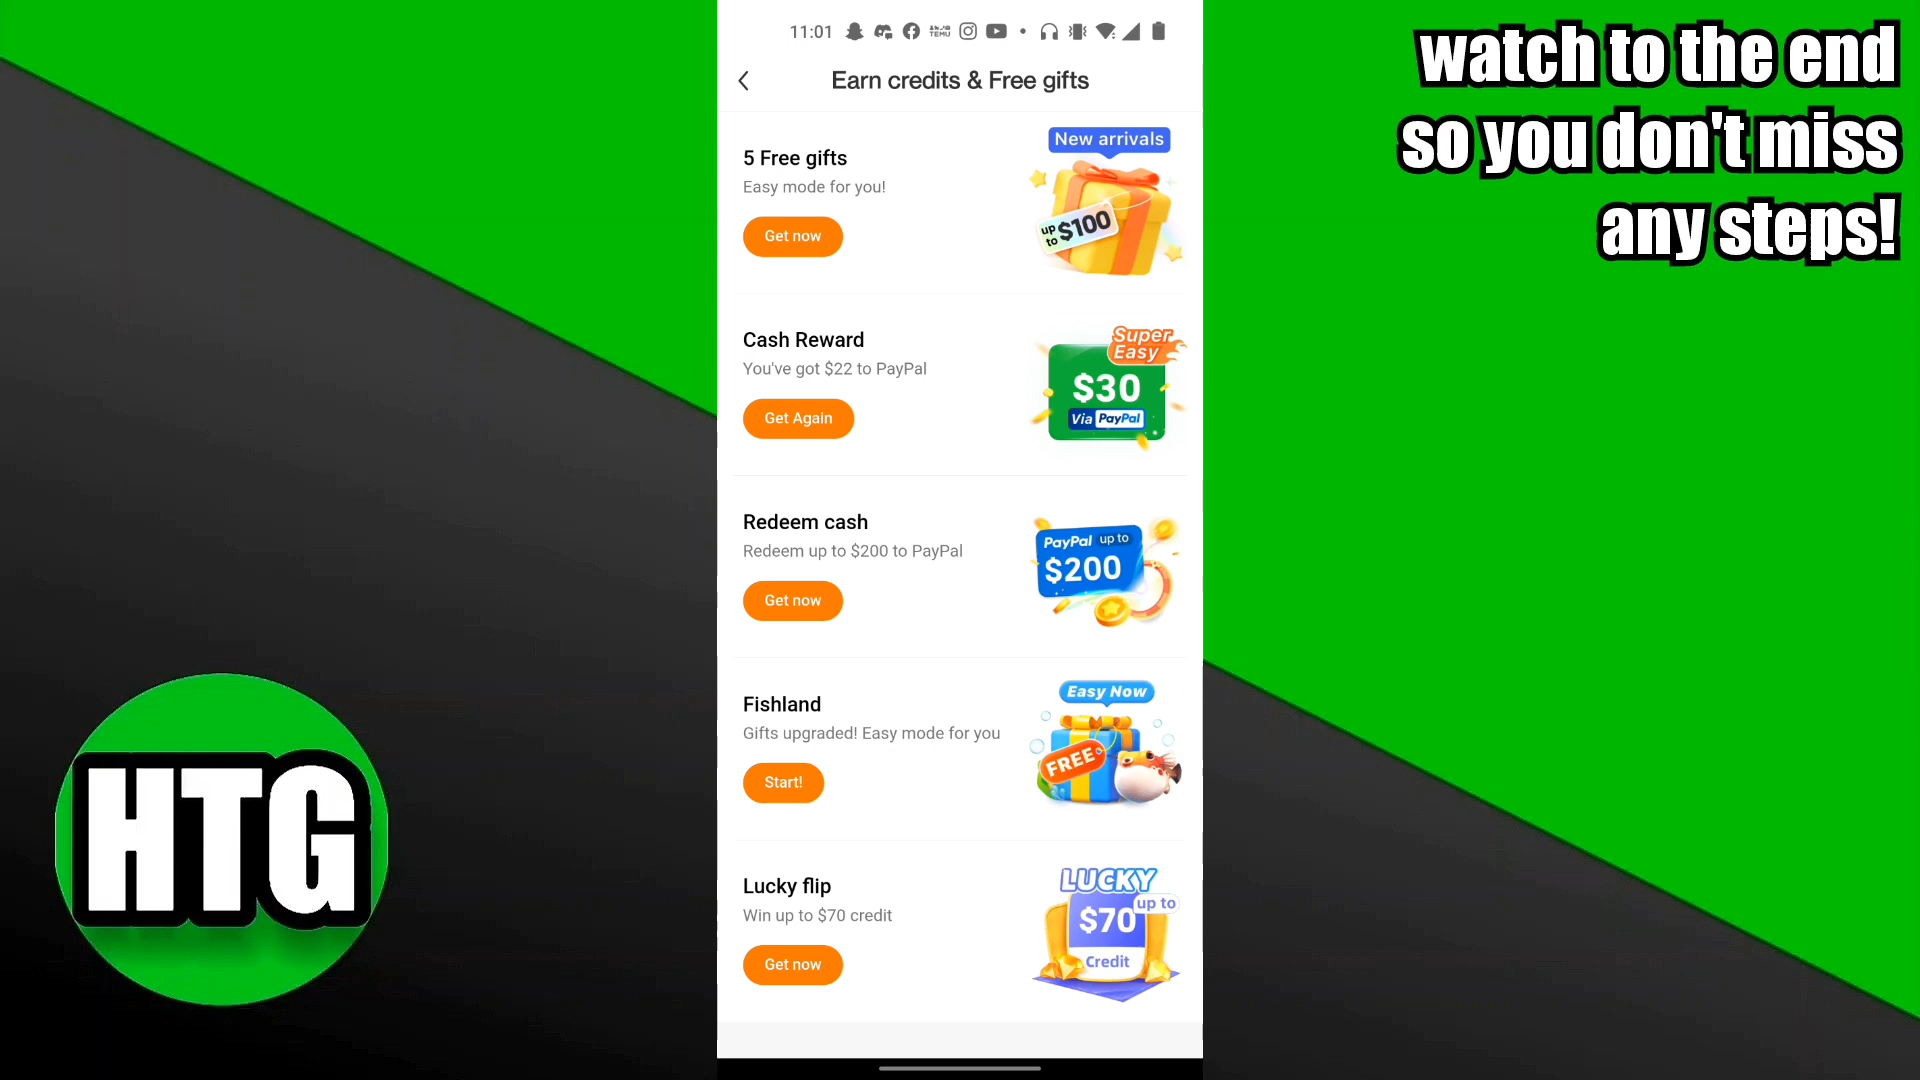 11:01
TEMU
Earn credits & Free gifts
5 Free gifts
Easy mode for you!
Get now
New arrivals
up to $100
Cash Reward
You've got $22 to PayPal
Get Again
Super Easy
$30
Via PayPal
Redeem cash
Redeem up to $200 to PayPal
Get now
PayPal up to
$200
Fishland
Gifts upgraded! Easy mode for you
Start!
Easy Now
FREE
Lucky flip
Win up to $70 credit
Get now
LUCKY
up to
$70
Credit
watch to the end
so you don't miss
any steps!
HTG